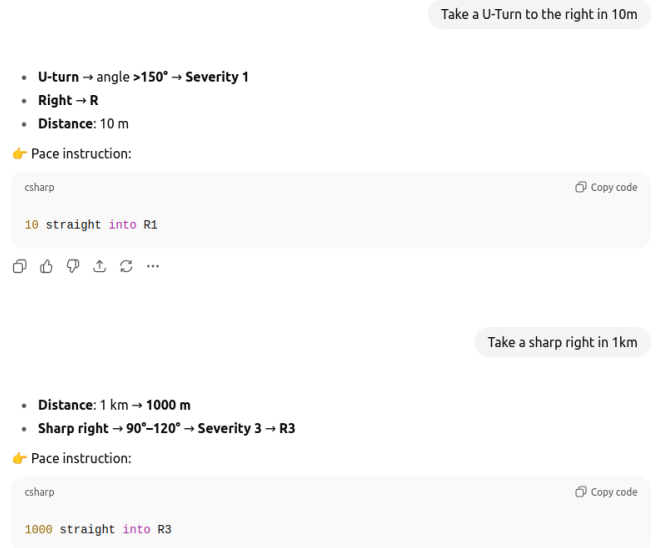 Take a U-Turn to the right in 10m
• U-turn → angle >150° → Severity 1
• Right → R
• Distance: 10 m
👉 Pace instruction:
csharp
Copy code
10 straight into R1
Take a sharp right in 1km
• Distance: 1 km → 1000 m
• Sharp right → 90°–120° → Severity 3 → R3
👉 Pace instruction:
csharp
Copy code
1000 straight into R3